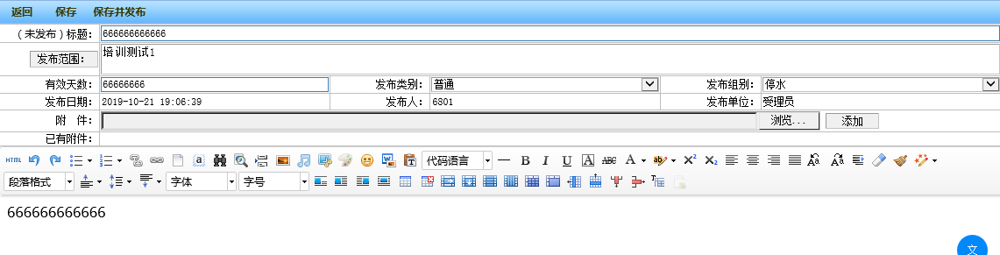 返回 保存 保存并发布
（未发布）标题： 666666666666
发布范围： 培训测试1
有效天数： 66666666 发布类别： 普通 发布组别： 停水
发布日期： 2019-10-21 19:06:39 发布人： 6801 发布单位： 受理员
附 件： 浏览... 添加
已有附件：
HTML 代码语言 B I U A ABC A ab X² X₂
段落格式 字体 字号
666666666666
文